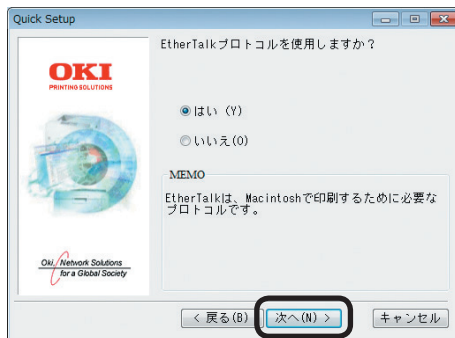 Quick Setup
EtherTalkプロトコルを使用しますか？
OKI
PRINTING SOLUTIONS
はい (Y)
いいえ(O)
MEMO
EtherTalkは、Macintoshで印刷するために必要な
プロトコルです。
Oki, Network Solutions
for a Global Society
< 戻る(B)
次へ(N) >
キャンセル